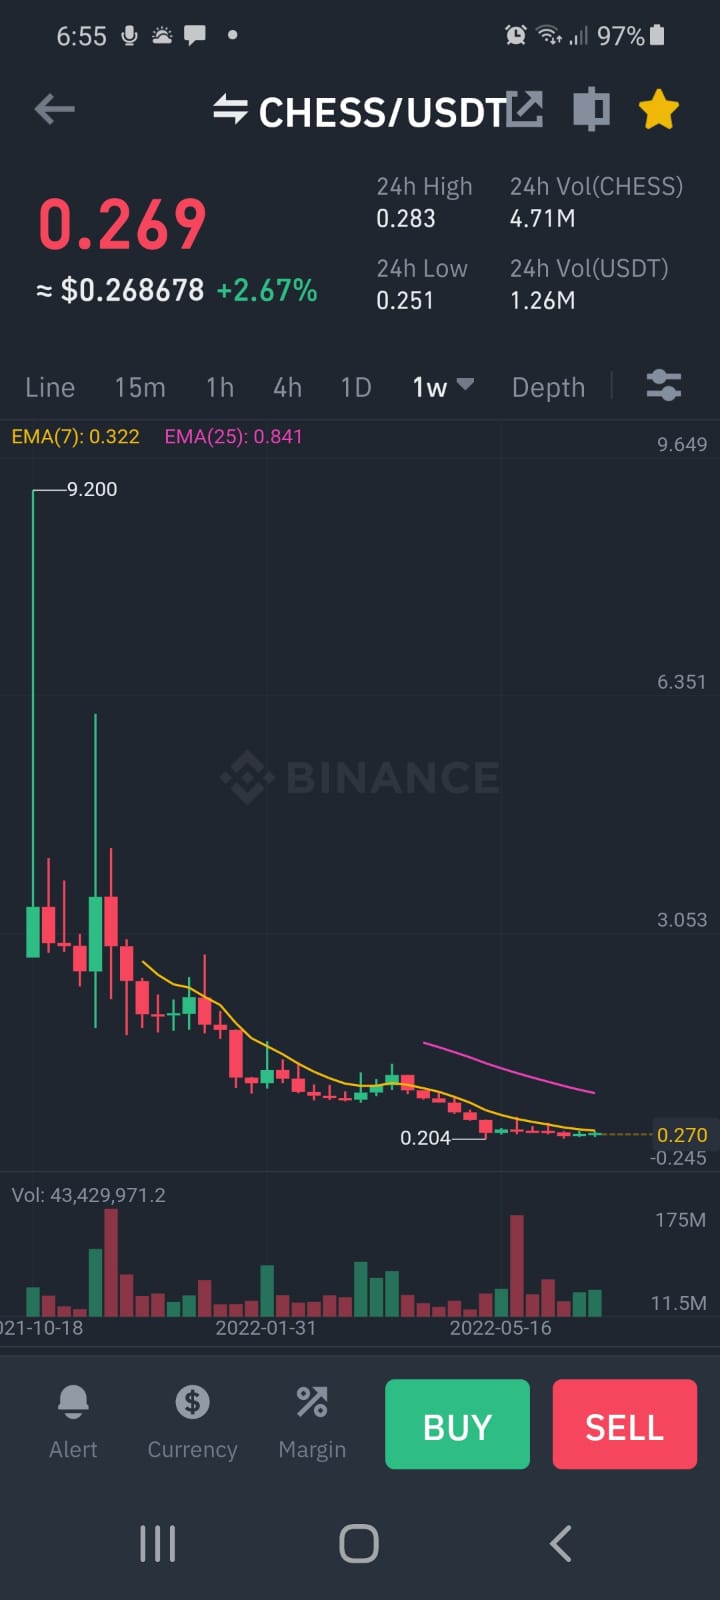 6:55
97%
CHESS/USDT
0.269
≈ $0.268678 +2.67%
24h High
0.283
24h Vol(CHESS)
4.71M
24h Low
0.251
24h Vol(USDT)
1.26M
Line 15m 1h 4h 1D 1w Depth
EMA(7): 0.322 EMA(25): 0.841
9.649
9.200
6.351
BINANCE
3.053
0.204
0.270
-0.245
Vol: 43,429,971.2
175M
11.5M
021-10-18 2022-01-31 2022-05-16
Alert Currency Margin
BUY
SELL